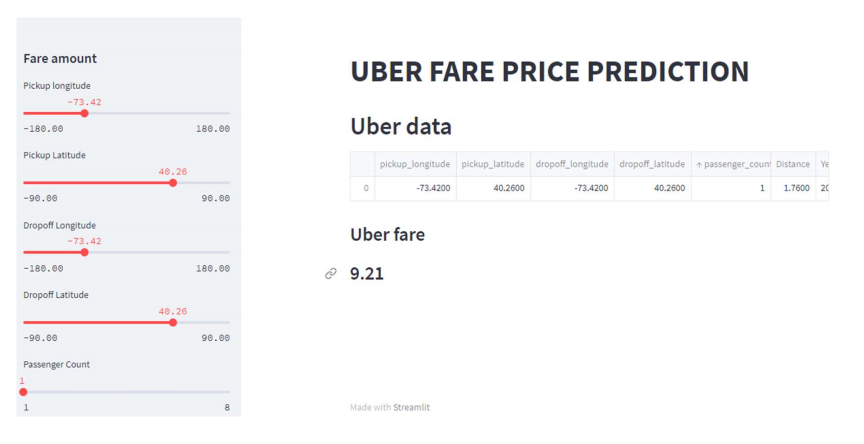 Fare amount
Pickup longitude
-73.42
-180.00 180.00
Pickup Latitude
40.26
-90.00 90.00
Dropoff Longitude
-73.42
-180.00 180.00
Dropoff Latitude
40.26
-90.00 90.00
Passenger Count
1
1 8
UBER FARE PRICE PREDICTION
Uber data
pickup_longitude pickup_latitude dropoff_longitude dropoff_latitude ↑ passenger_count Distance Ye
0 -73.4200 40.2600 -73.4200 40.2600 1 1.7600 20
Uber fare
9.21
Made with Streamlit